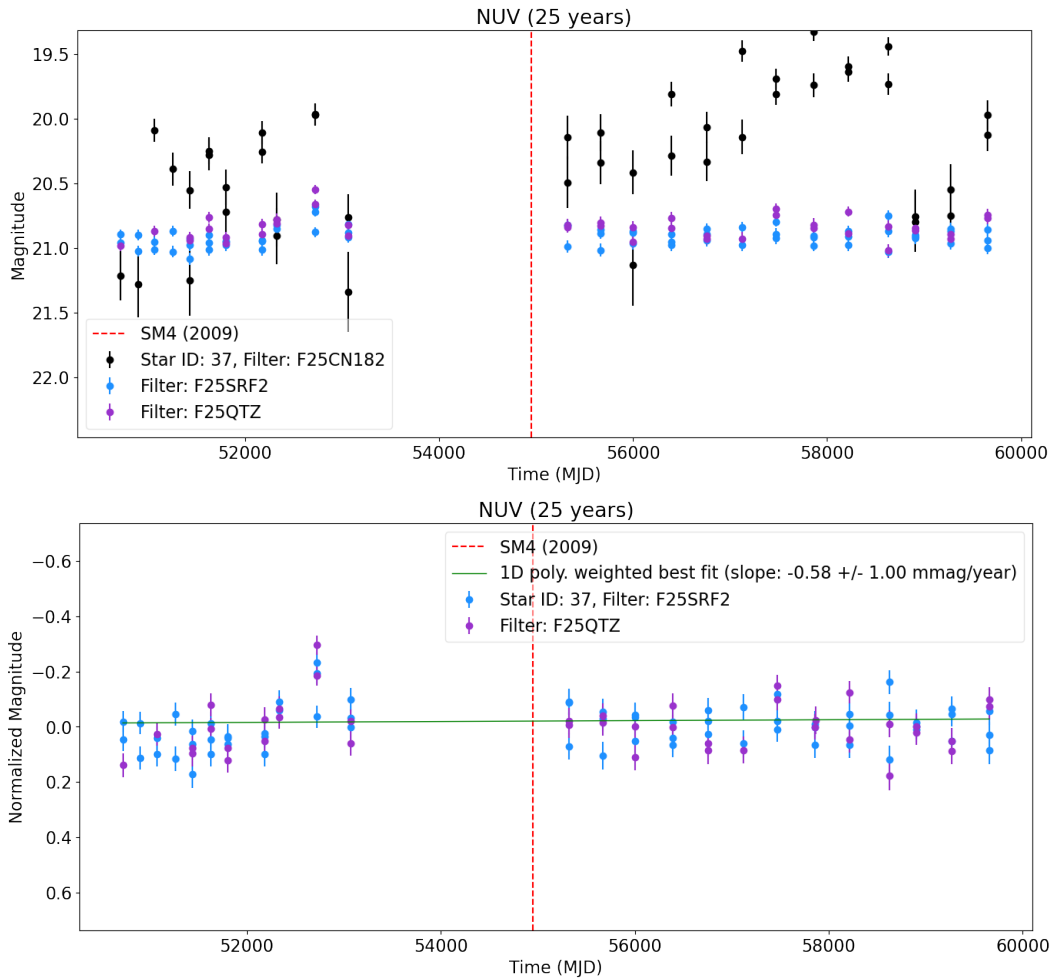 NUV (25 years)
19.5
20.0
20.5
21.0
21.5
22.0
Magnitude
SM4 (2009)
Star ID: 37, Filter: F25CN182
Filter: F25SRF2
Filter: F25QTZ
52000
54000
56000
58000
60000
Time (MJD)
NUV (25 years)
−0.6
−0.4
−0.2
0.0
0.2
0.4
0.6
Normalized Magnitude
SM4 (2009)
1D poly. weighted best fit (slope: -0.58 +/- 1.00 mmag/year)
Star ID: 37, Filter: F25SRF2
Filter: F25QTZ
52000
54000
56000
58000
60000
Time (MJD)